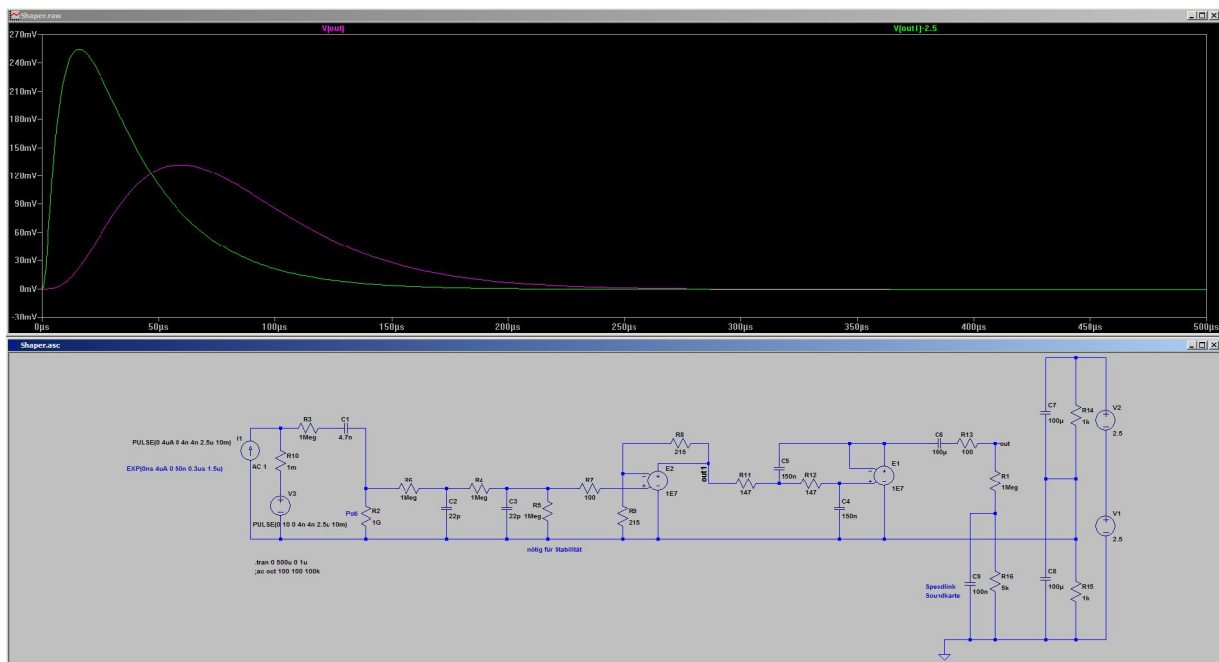 Shaper.raw
V(out)
V(out1)-2.5
270mV
240mV
210mV
180mV
150mV
120mV
90mV
60mV
30mV
0mV
-30mV
0µs
50µs
100µs
150µs
200µs
250µs
300µs
350µs
400µs
450µs
500µs
Shaper.asc
PULSE(0 4uA 0 4n 4n 2.5u 10m)
I1
AC 1
EXP(0ns 4uA 0 50n 0.3us 1.5u)
R3
1Meg
C1
4.7n
R10
1m
V3
PULSE(0 10 0 4n 4n 2.5u 10m)
Poti
R2
1G
R6
1Meg
C2
22p
R4
1Meg
C3
22p
R5
1Meg
R7
100
nötig für Stabilität
R8
215
E2
1E7
R9
215
out1
R11
147
C5
150n
R12
147
C4
150n
E1
1E7
C6
100µ
R13
100
out
R1
1Meg
C9
100n
R16
5k
Speedlink
Soundkarte
C7
100µ
R14
1k
V2
2.5
V1
2.5
C8
100µ
R15
1k
.tran 0 500u 0 1u
;ac oct 100 100 100k